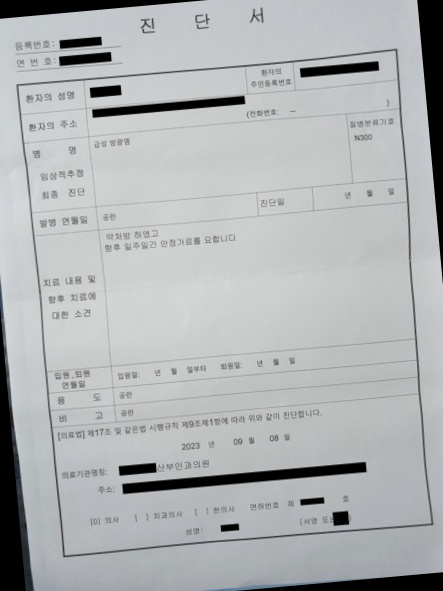 진 단 서
등록번호:
연 번 호:
환자의 성명
환자의 주민등록번호
환자의 주소
(전화번호: — )
병 명
급성 방광염
질병분류기호
N300
임상적추정
최종 진단
발병 연월일 공란 진단일 년 월 일
약처방 하였고
향후 일주일간 안정가료를 요합니다
치료 내용 및
향후 치료에
대한 소견
입원,퇴원
연월일
입원일: 년 월 일부터 퇴원일: 년 월 일
용 도 공란
비 고 공란
[의료법] 제17조 및 같은법 시행규칙 제9조제1항에 따라 위와 같이 진단합니다.
2023 년 09 월 08 일
의료기관명칭: 산부인과의원
주소:
[0] 의사 [ ] 치과의사 [ ] 한의사 면허번호 제 호
성명: (서명 또는